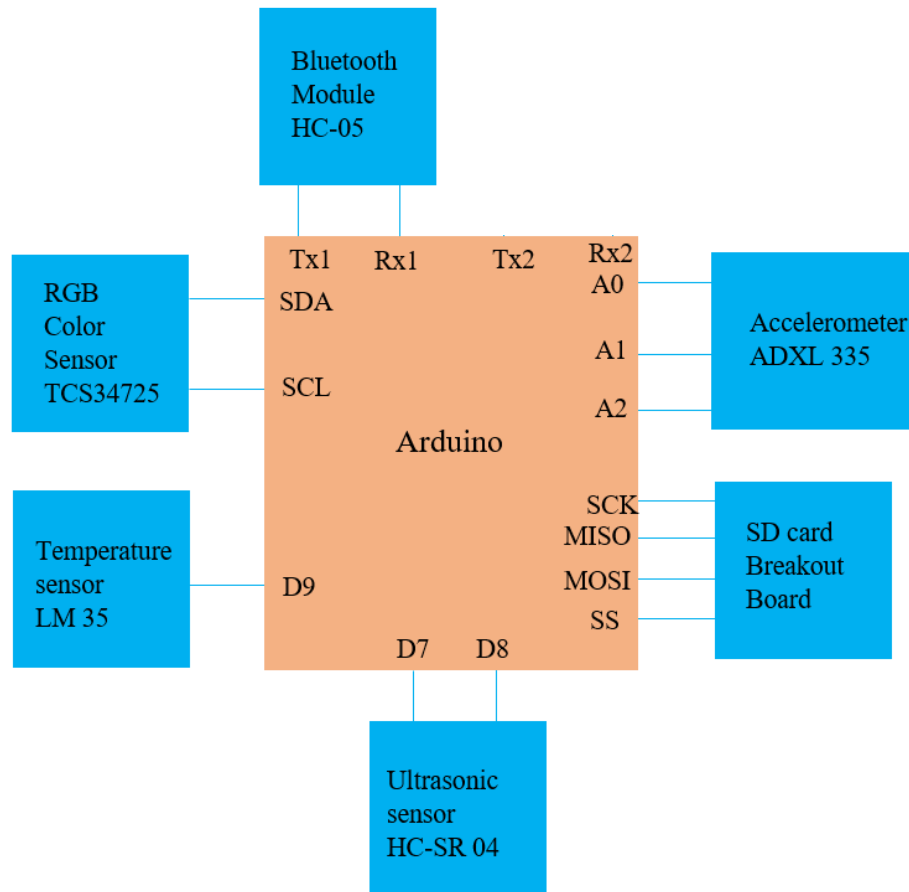 Bluetooth
Module
HC-05
Tx1
Rx1
Tx2
Rx2
RGB
Color
Sensor
TCS34725
SDA
SCL
A0
A1
A2
Accelerometer
ADXL 335
Arduino
Temperature
sensor
LM 35
D9
SCK
MISO
MOSI
SS
SD card
Breakout
Board
D7
D8
Ultrasonic
sensor
HC-SR 04